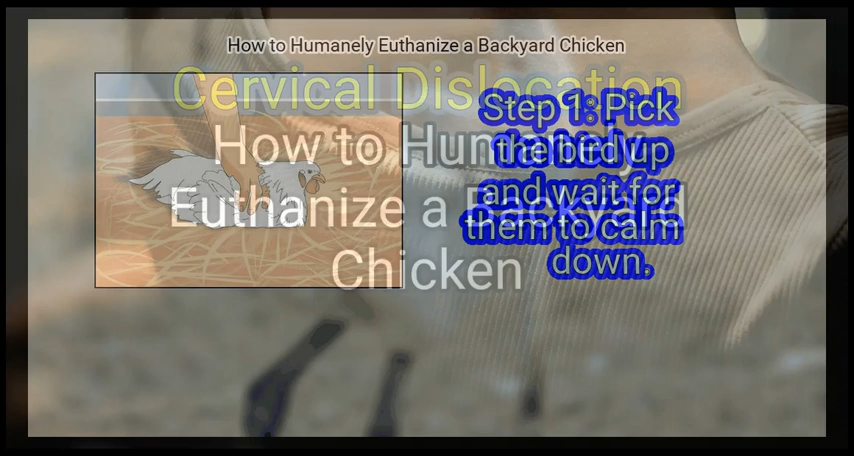 How to Humanely Euthanize a Backyard Chicken
Cervical Dislocation
How to Humanely
Euthanize a Backyard
Chicken
Step 1: Pick
the bird up
and wait for
them to calm
down.